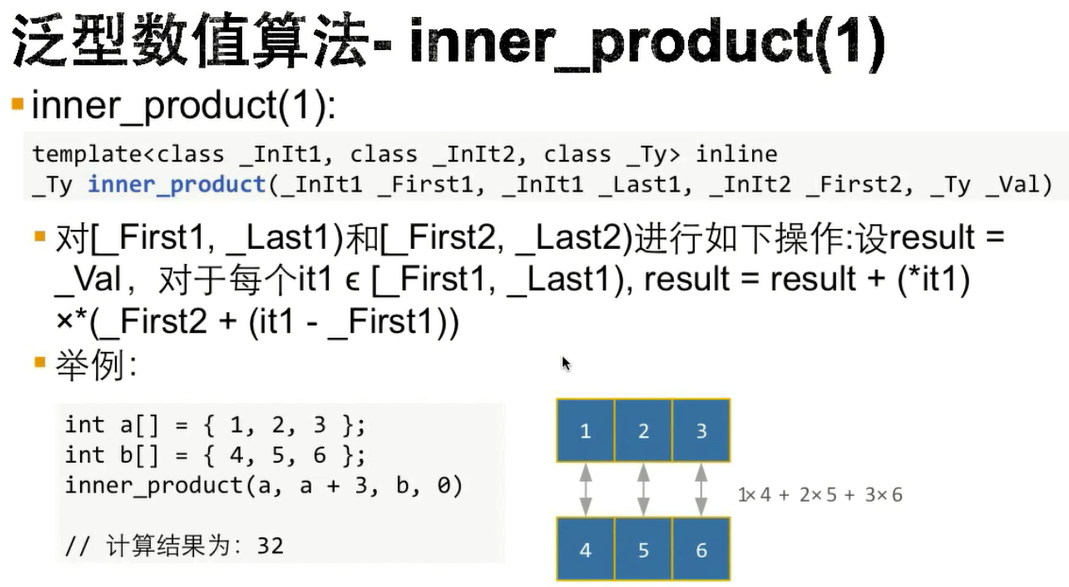 泛型数值算法- inner_product(1)
inner_product(1):
template<class _InIt1, class _InIt2, class _Ty> inline
_Ty inner_product(_InIt1 _First1, _InIt1 _Last1, _InIt2 _First2, _Ty _Val)
对[_First1, _Last1)和[_First2, _Last2)进行如下操作:设result =
_Val，对于每个it1 ϵ [_First1, _Last1), result = result + (*it1)
×*(_First2 + (it1 - _First1))
举例:
int a[] = { 1, 2, 3 };
int b[] = { 4, 5, 6 };
inner_product(a, a + 3, b, 0)
// 计算结果为: 32
1 2 3
1×4 + 2×5 + 3×6
4 5 6